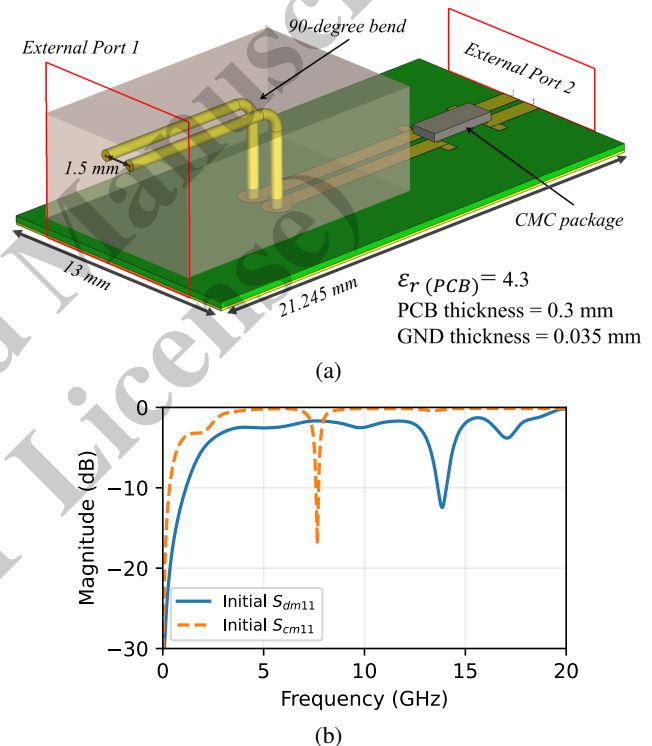 90-degree bend
External Port 1
External Port 2
1.5 mm
CMC package
13 mm
21.245 mm
εr (PCB) = 4.3
PCB thickness = 0.3 mm
GND thickness = 0.035 mm
(a)
0
−10
−20
−30
Magnitude (dB)
Initial Sdm11
Initial Scm11
0 5 10 15 20
Frequency (GHz)
(b)